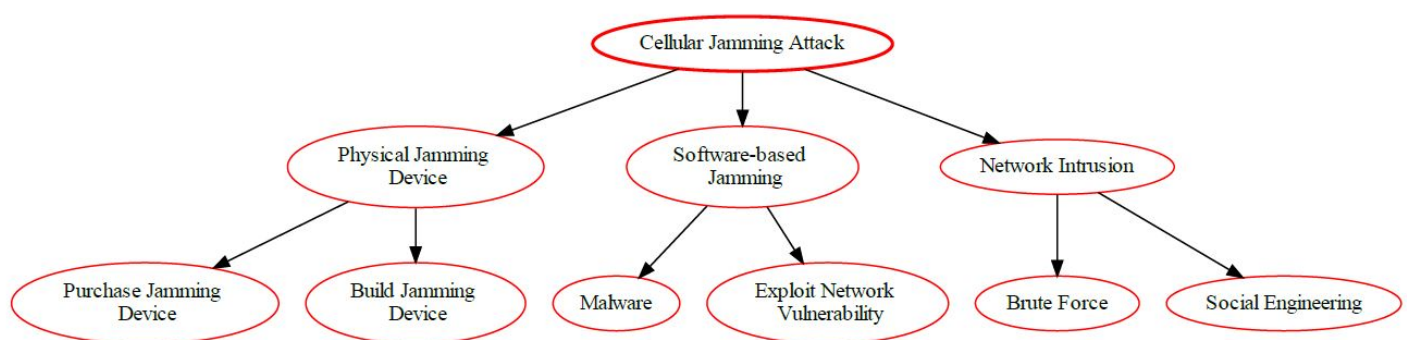 Cellular Jamming Attack
Physical Jamming
Device
Software-based
Jamming
Network Intrusion
Purchase Jamming
Device
Build Jamming
Device
Malware
Exploit Network
Vulnerability
Brute Force
Social Engineering